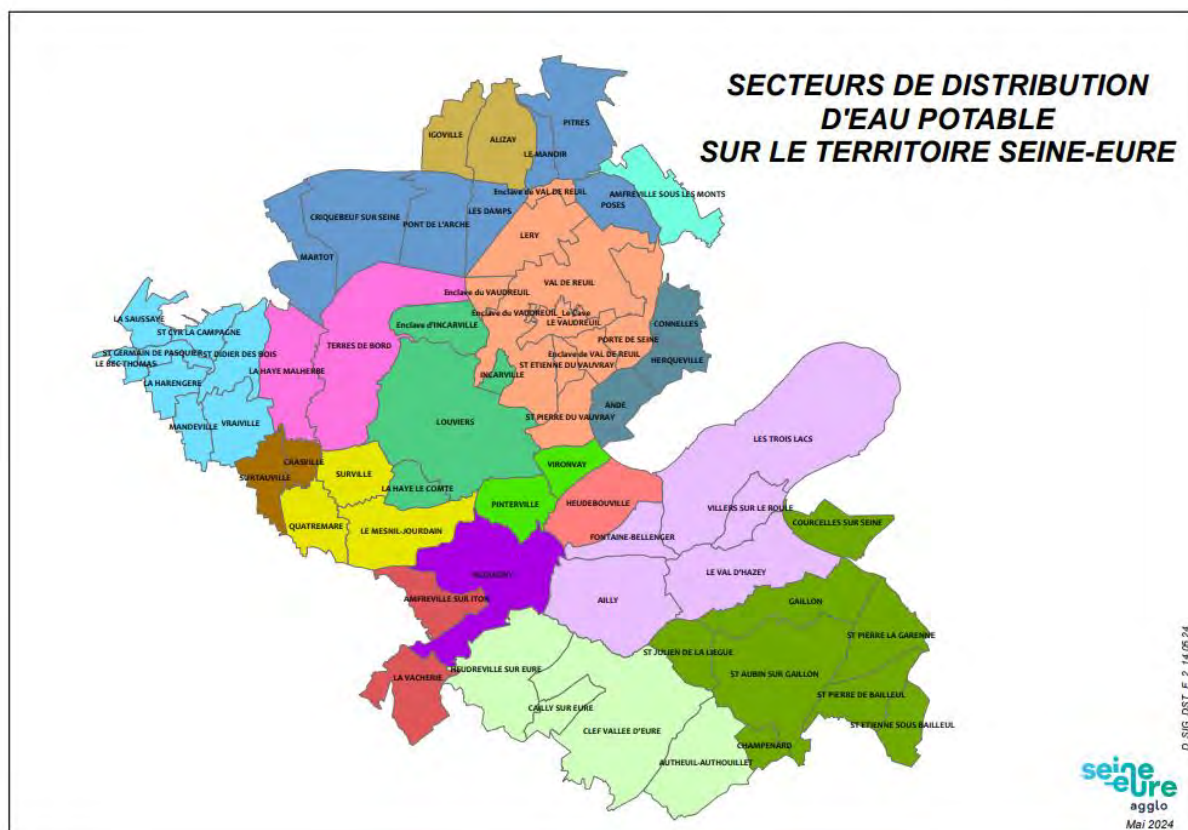 SECTEURS DE DISTRIBUTION
D'EAU POTABLE
SUR LE TERRITOIRE SEINE-EURE
IGOVILLE
ALIZAY
PITRES
LE MANOIR
Enclave de VAL DE REUIL
AMFREVILLE SOUS LES MONTS
POSES
LES DAMPS
CRIQUEBEUF SUR SEINE
PONT DE L'ARCHE
LERY
MARTOT
VAL DE REUIL
Enclave du VAUDREUIL
Enclave du VAUDREUIL_La Cave
LE VAUDREUIL
CONNELLES
LA SAUSSAYE
ST CYR LA CAMPAGNE
Enclave d'INCARVILLE
TERRES DE BORD
PORTE DE SEINE
ST GERMAIN DE PASQUIER
ST DIDIER DES BOIS
Enclave de VAL DE REUIL
HERQUEVILLE
LE BEC THOMAS
ST ETIENNE DU VAUVRAY
LA HAYE MALHERBE
INCARVILLE
LA HARENGERE
ANDE
ST PIERRE DU VAUVRAY
MANDEVILLE
VRAIVILLE
LOUVIERS
LES TROIS LACS
CRASVILLE
VIRONVAY
SURTAUVILLE
SURVILLE
LA HAYE LE COMTE
PINTERVILLE
HEUDEBOUVILLE
VILLERS SUR LE ROULE
QUATREMARE
LE MESNIL-JOURDAIN
COURCELLES SUR SEINE
FONTAINE-BELLENGER
LE VAL D'HAZEY
AMFREVILLE SUR ITON
AILLY
GAILLON
ST PIERRE LA GARENNE
ST JULIEN DE LA LIEGUE
HEUDREVILLE SUR EURE
ST AUBIN SUR GAILLON
LA VACHERIE
ST PIERRE DE BAILLEUL
CAILLY SUR EURE
ST ETIENNE SOUS BAILLEUL
CLEF VALLEE D'EURE
CHAMPENARD
AUTHEUIL-AUTHOUILLET
D_SIG_DST_E_2_14.05.24
seine
eure
agglo
Mai 2024